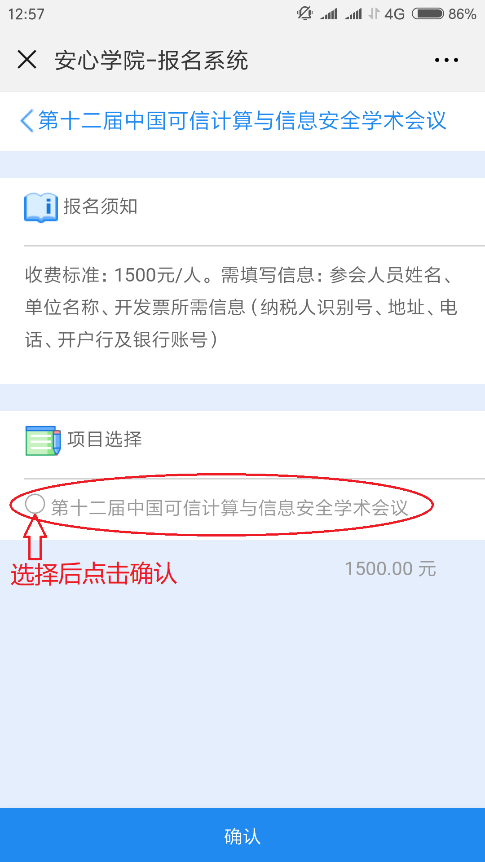 12:57 4G 86%
安心学院-报名系统
第十二届中国可信计算与信息安全学术会议
报名须知
收费标准：1500元/人。需填写信息：参会人员姓名、
单位名称、开发票所需信息（纳税人识别号、地址、电
话、开户行及银行账号）
项目选择
第十二届中国可信计算与信息安全学术会议
1500.00 元
选择后点击确认
确认